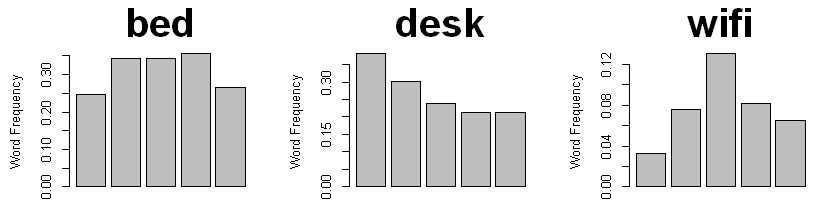 bed
desk
wifi
Word Frequency
0.00 0.10 0.20 0.30
Word Frequency
0.00 0.15 0.30
Word Frequency
0.00 0.04 0.08 0.12